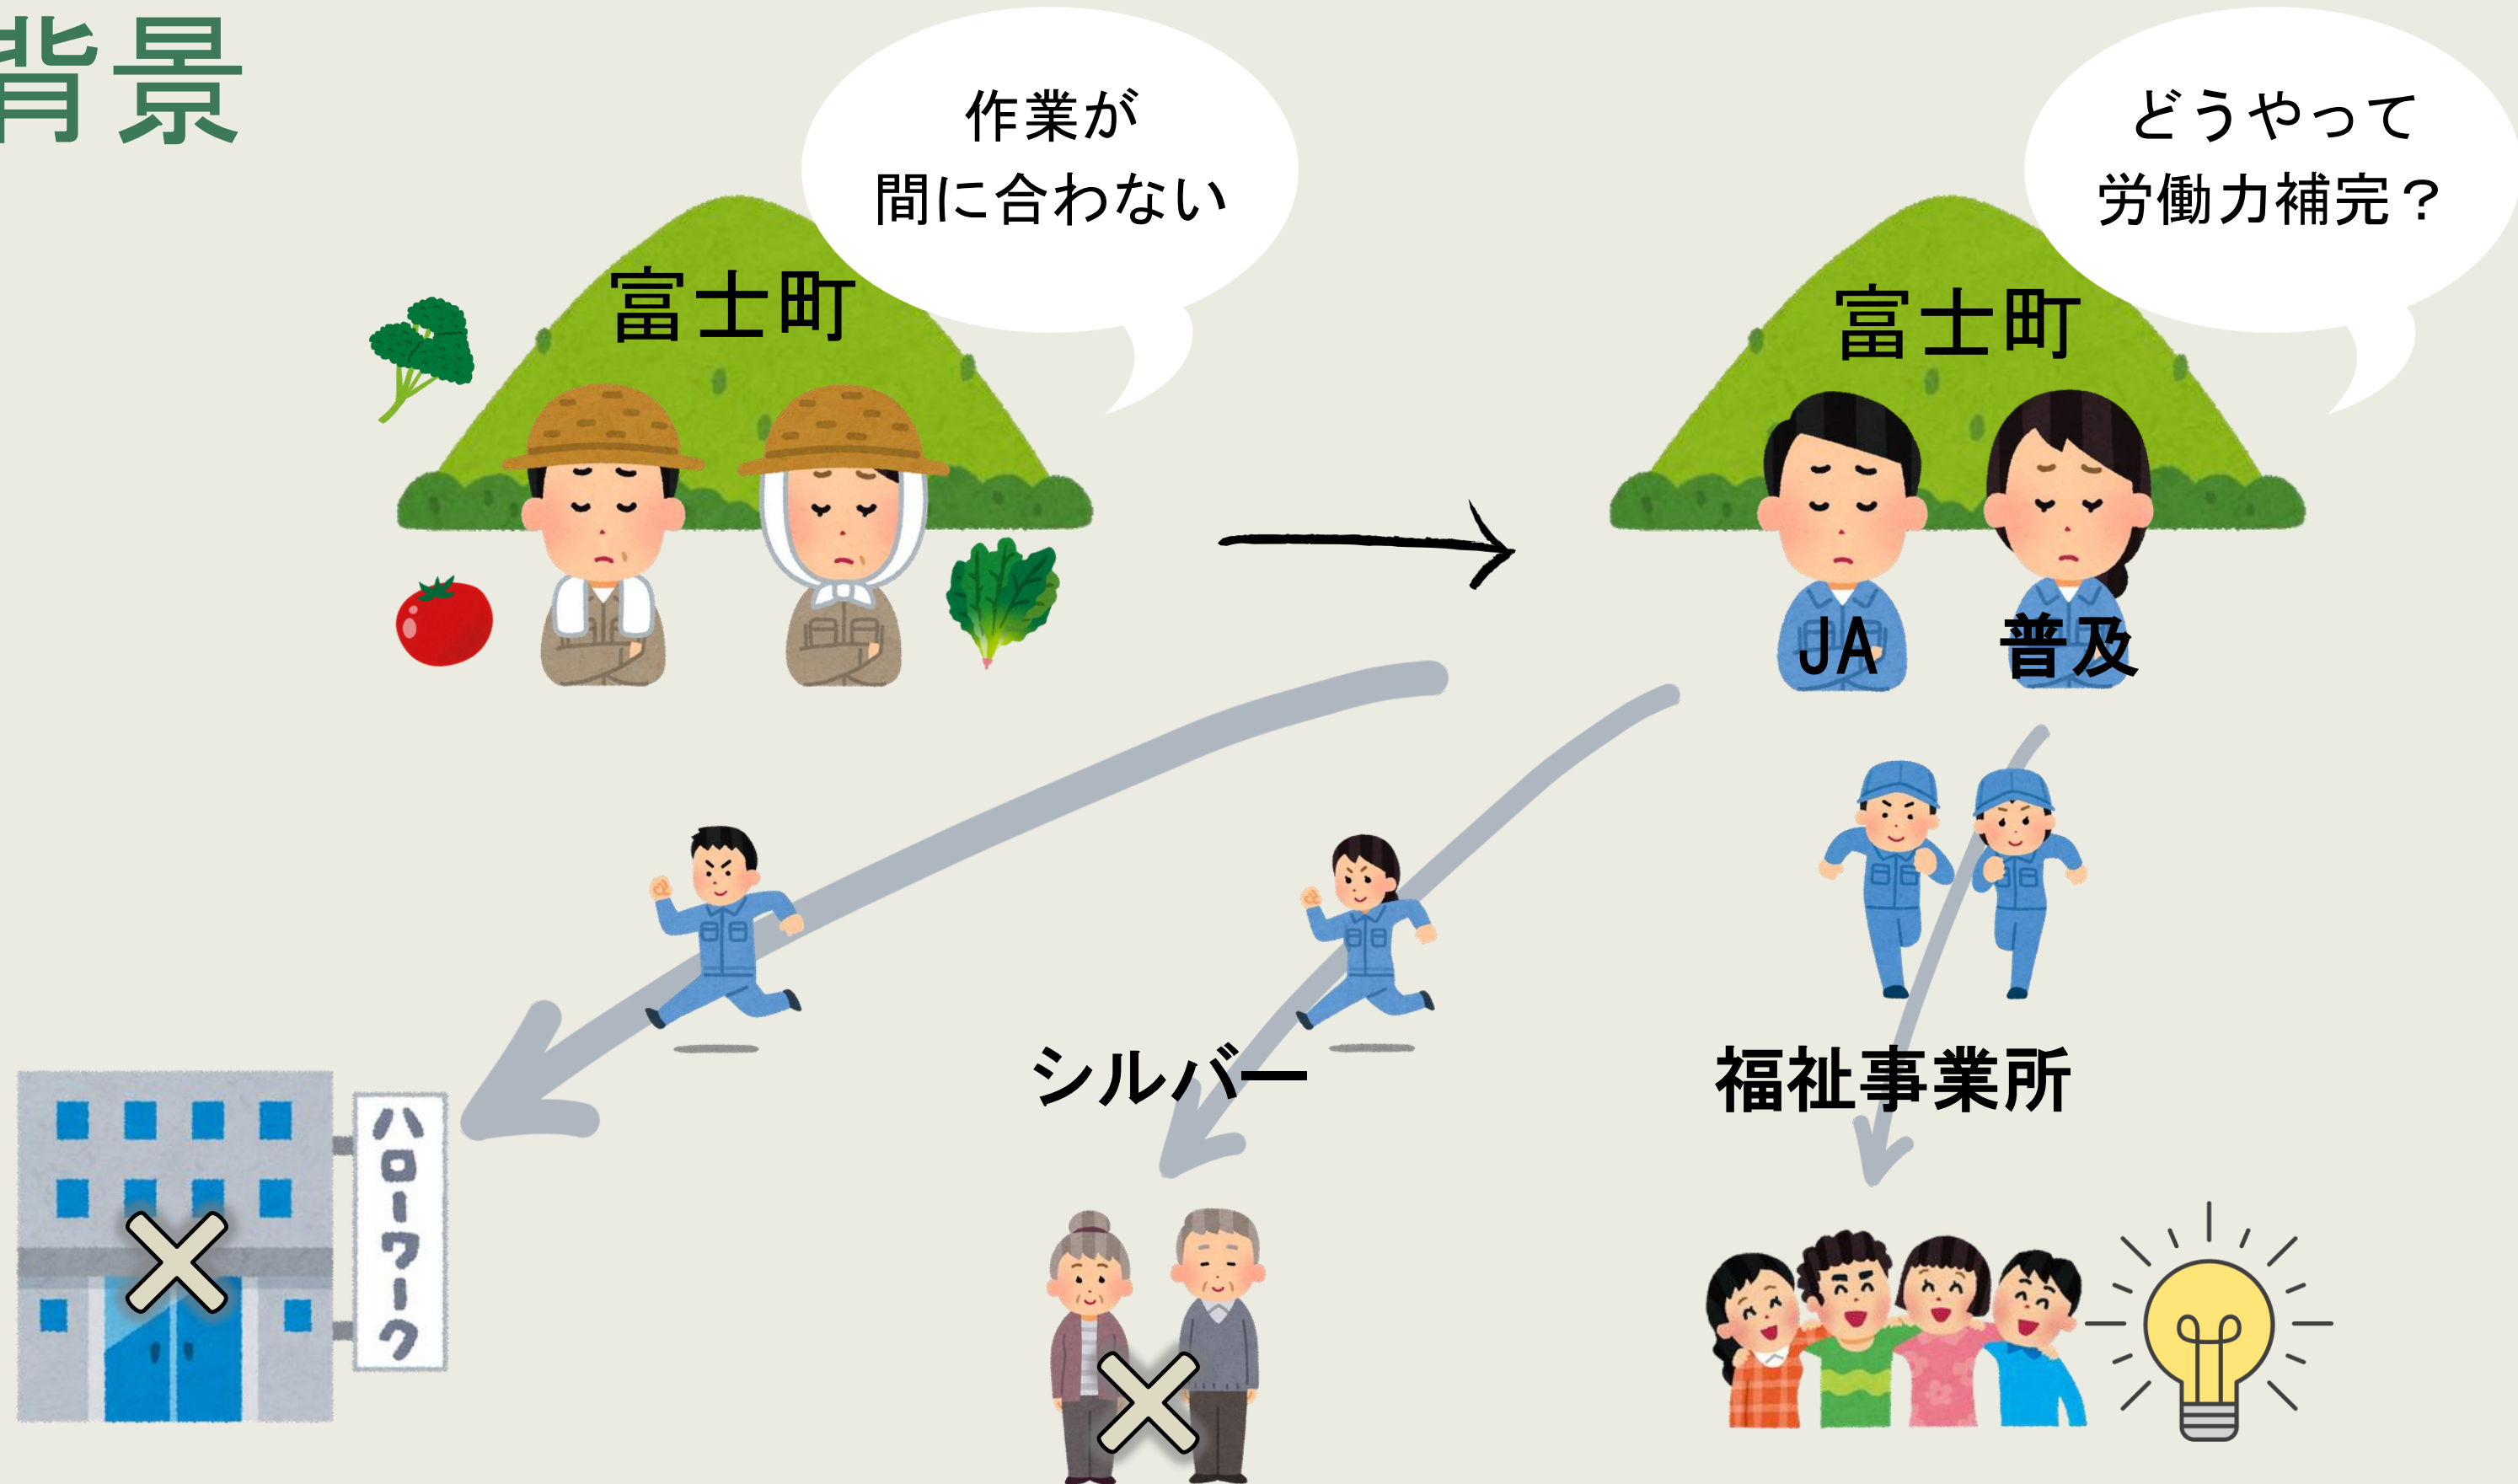 背景
作業が
間に合わない
どうやって
労働力補完？
富士町
富士町
JA
普及
シルバー
福祉事業所
ハローワーク